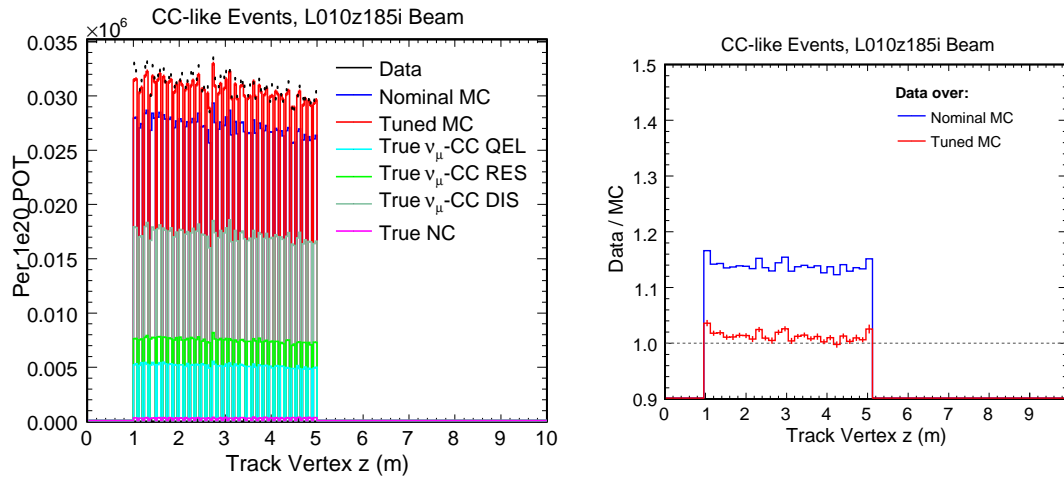 CC-like Events, L010z185i Beam
×10⁶
0.035
0.030
0.025
0.020
0.015
0.010
0.005
0.000
Per 1e20 POT
Data
Nominal MC
Tuned MC
True νμ-CC QEL
True νμ-CC RES
True νμ-CC DIS
True NC
0 1 2 3 4 5 6 7 8 9 10
Track Vertex z (m)
CC-like Events, L010z185i Beam
1.5
1.4
1.3
1.2
1.1
1.0
0.9
Data / MC
Data over:
Nominal MC
Tuned MC
0 1 2 3 4 5 6 7 8 9
Track Vertex z (m)